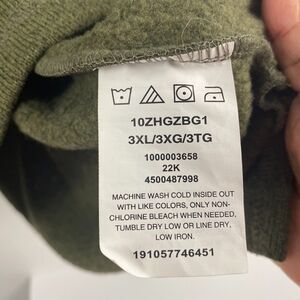 10ZHGZBG1
3XL/3XG/3TG
1000003658
22K
4500487998
MACHINE WASH COLD INSIDE OUT
WITH LIKE COLORS, ONLY NON-
CHLORINE BLEACH WHEN NEEDED,
TUMBLE DRY LOW OR LINE DRY,
LOW IRON.
191057746451